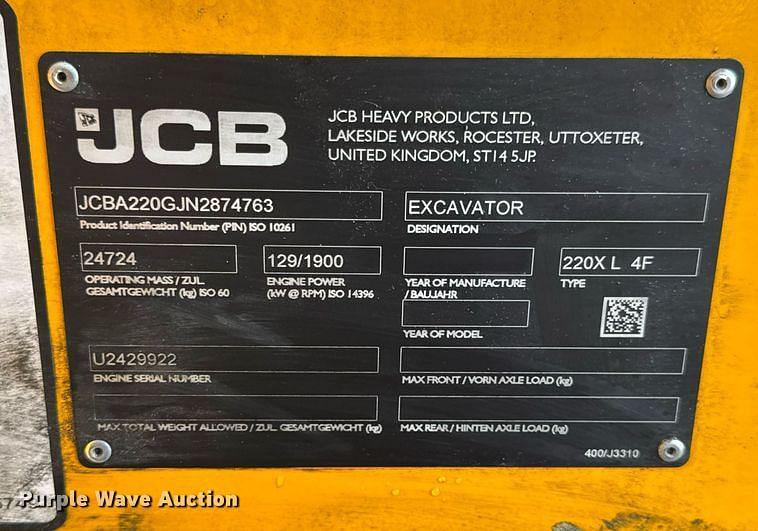 JCB
JCB HEAVY PRODUCTS LTD,
LAKESIDE WORKS, ROCESTER, UTTOXETER,
UNITED KINGDOM, ST14 5JP.
JCBA220GJN2874763
Product Identification Number (PIN) ISO 10261
EXCAVATOR
DESIGNATION
24724
OPERATING MASS / ZUL.
GESAMTGEWICHT (kg) ISO 60
129/1900
ENGINE POWER
(kW @ RPM) ISO 14396
YEAR OF MANUFACTURE
/ BAUJAHR
220X L 4F
TYPE
YEAR OF MODEL
U2429922
ENGINE SERIAL NUMBER
MAX FRONT / VORN AXLE LOAD (kg)
MAX TOTAL WEIGHT ALLOWED / ZUL. GESAMTGEWICHT (kg)
MAX REAR / HINTEN AXLE LOAD (kg)
400/J3310
Purple Wave Auction